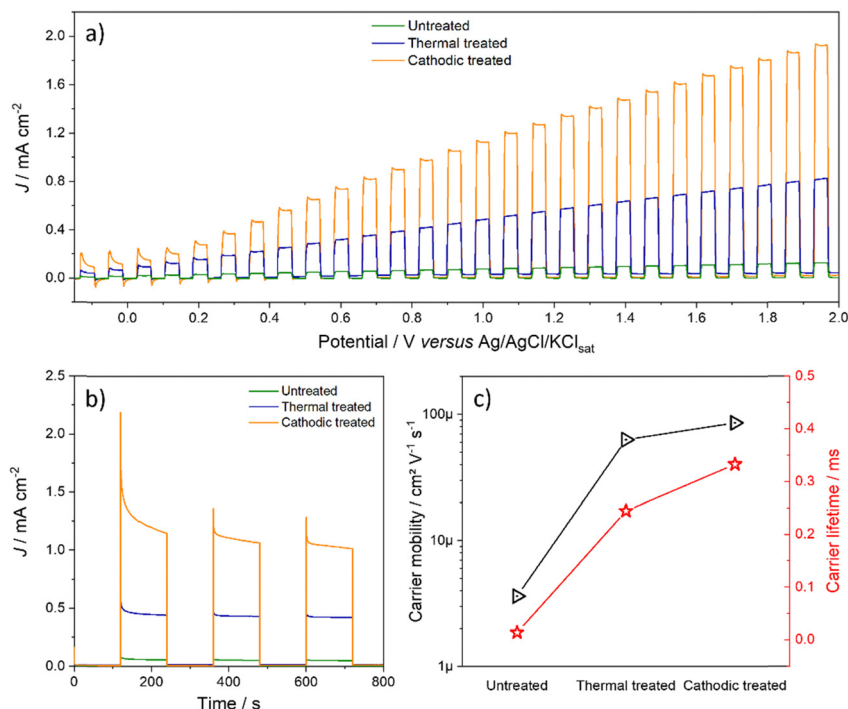 a)
Untreated
Thermal treated
Cathodic treated
2.0
1.6
1.2
0.8
0.4
0.0
J / mA cm⁻²
0.0 0.2 0.4 0.6 0.8 1.0 1.2 1.4 1.6 1.8 2.0
Potential / V versus Ag/AgCl/KClsat
b)
Untreated
Thermal treated
Cathodic treated
2.5
2.0
1.5
1.0
0.5
0.0
J / mA cm⁻²
0 200 400 600 800
Time / s
c)
100µ
10µ
1µ
Carrier mobility / cm² V⁻¹ s⁻¹
0.5
0.4
0.3
0.2
0.1
0.0
Carrier lifetime / ms
Untreated Thermal treated Cathodic treated